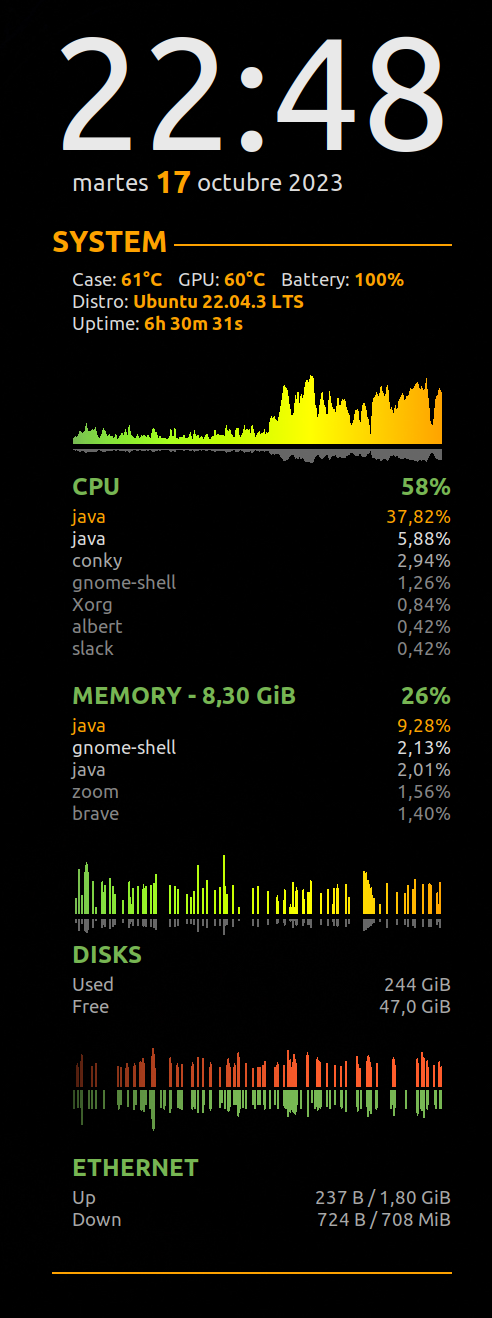 22:48
martes 17 octubre 2023
SYSTEM
Case: 61°C GPU: 60°C Battery: 100%
Distro: Ubuntu 22.04.3 LTS
Uptime: 6h 30m 31s
CPU 58%
java 37,82%
java 5,88%
conky 2,94%
gnome-shell 1,26%
Xorg 0,84%
albert 0,42%
slack 0,42%
MEMORY - 8,30 GiB 26%
java 9,28%
gnome-shell 2,13%
java 2,01%
zoom 1,56%
brave 1,40%
DISKS
Used 244 GiB
Free 47,0 GiB
ETHERNET
Up 237 B / 1,80 GiB
Down 724 B / 708 MiB